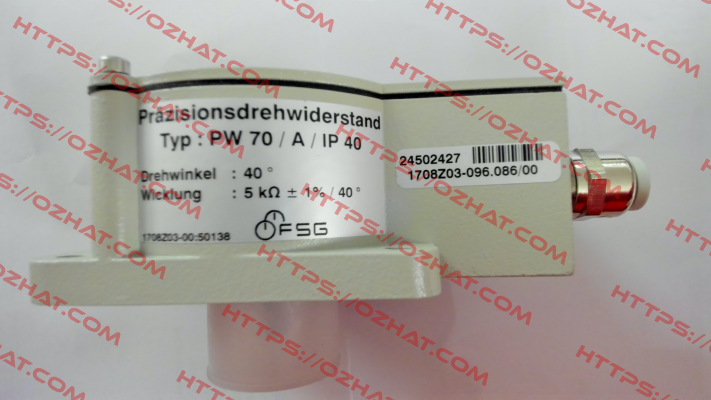 Präzisionsdrehwiderstand
Typ : PW 70 / A / IP 40
Drehwinkel : 40 °
Wicklung : 5 kΩ ± 1% / 40 °
FSG
1708Z03-00:50138
24502427
1708Z03-096.086/00
HTTPS://OZHAT.COM